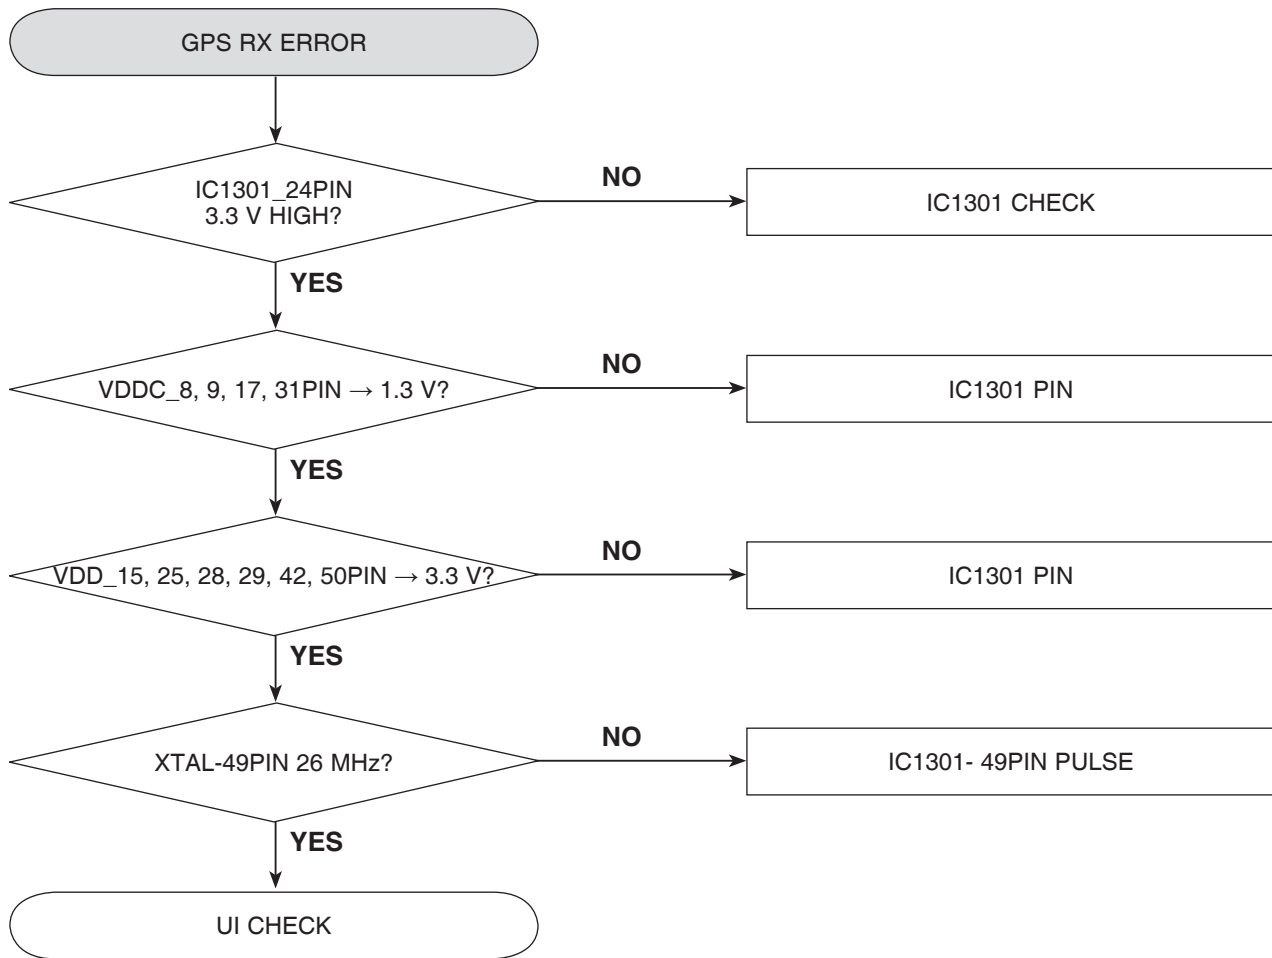 GPS RX ERROR
IC1301_24PIN
3.3 V HIGH?
NO
IC1301 CHECK
YES
VDDC_8, 9, 17, 31PIN → 1.3 V?
NO
IC1301 PIN
YES
VDD_15, 25, 28, 29, 42, 50PIN → 3.3 V?
NO
IC1301 PIN
YES
XTAL-49PIN 26 MHz?
NO
IC1301- 49PIN PULSE
YES
UI CHECK